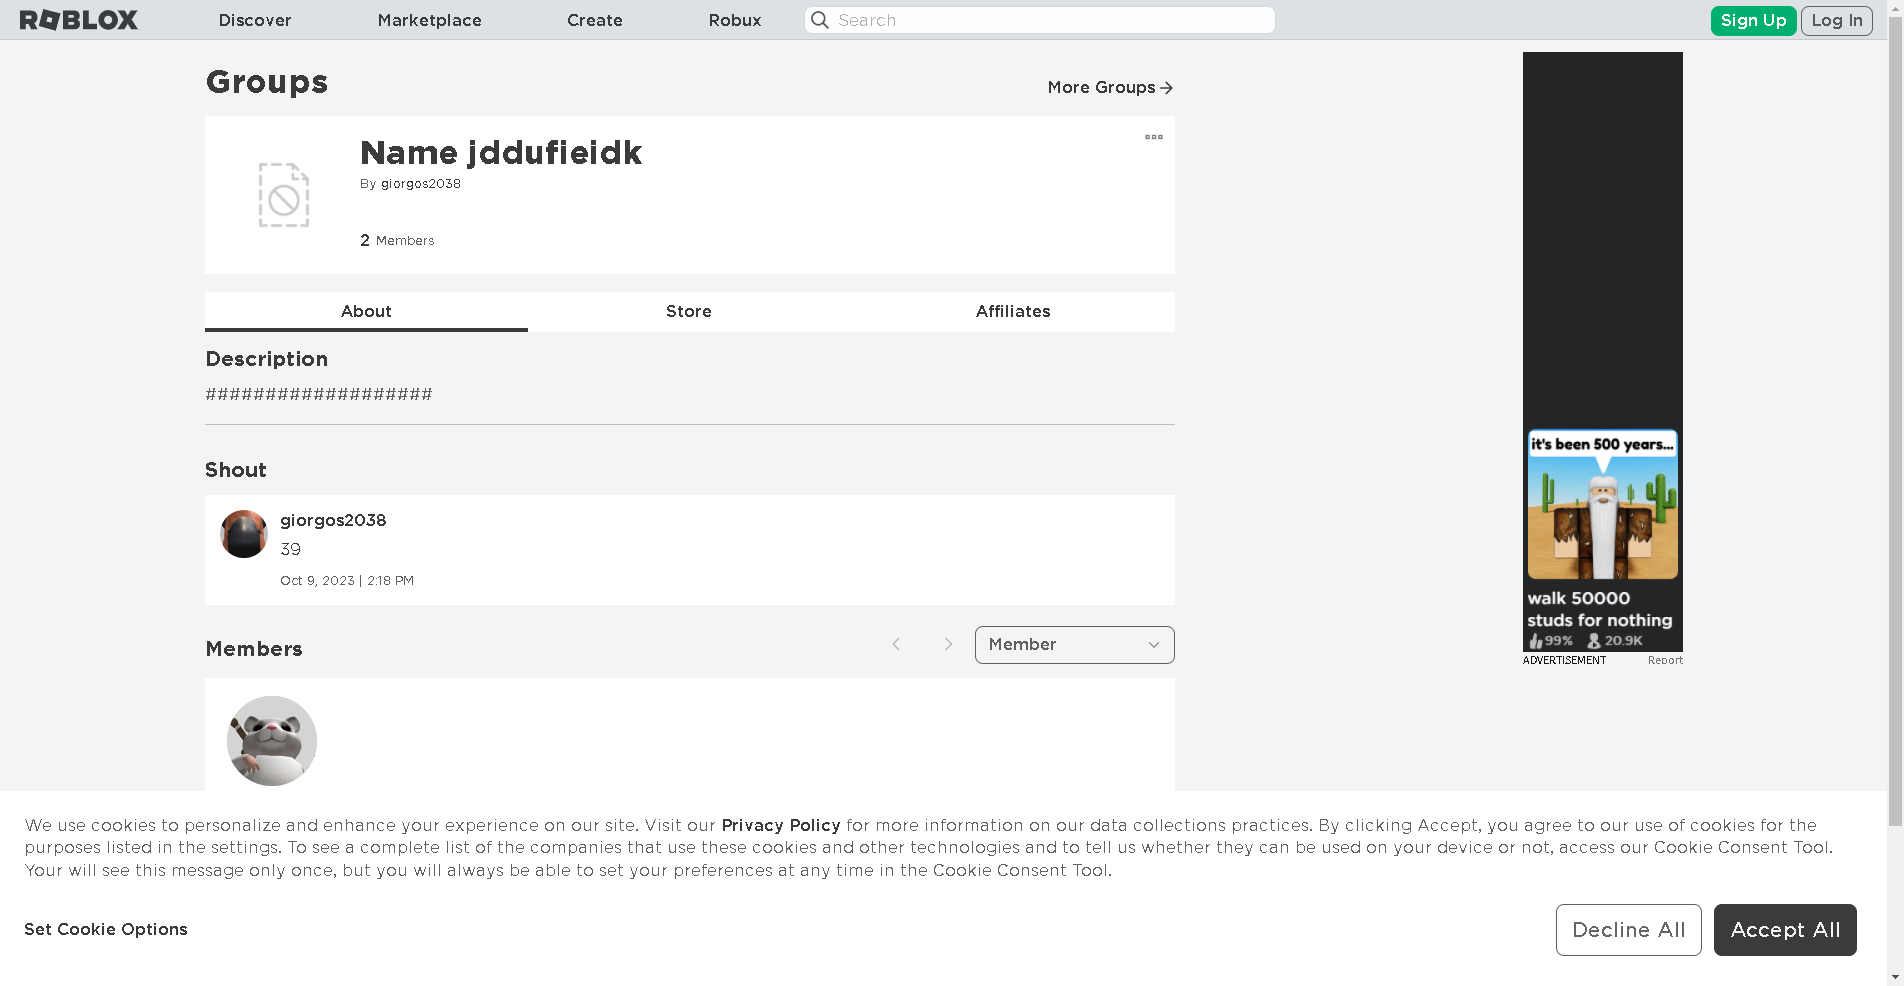 ROBLOX
Discover
Marketplace
Create
Robux
Search
Sign Up
Log In
Groups
More Groups
Name jddufieidk
By giorgos2038
2 Members
About
Store
Affiliates
Description
###################
Shout
giorgos2038
39
Oct 9, 2023 | 2:18 PM
Members
Member
it's been 500 years...
walk 50000
studs for nothing
99% 20.9K
ADVERTISEMENT
Report
We use cookies to personalize and enhance your experience on our site. Visit our Privacy Policy for more information on our data collections practices. By clicking Accept, you agree to our use of cookies for the
purposes listed in the settings. To see a complete list of the companies that use these cookies and other technologies and to tell us whether they can be used on your device or not, access our Cookie Consent Tool.
Your will see this message only once, but you will always be able to set your preferences at any time in the Cookie Consent Tool.
Set Cookie Options
Decline All
Accept All